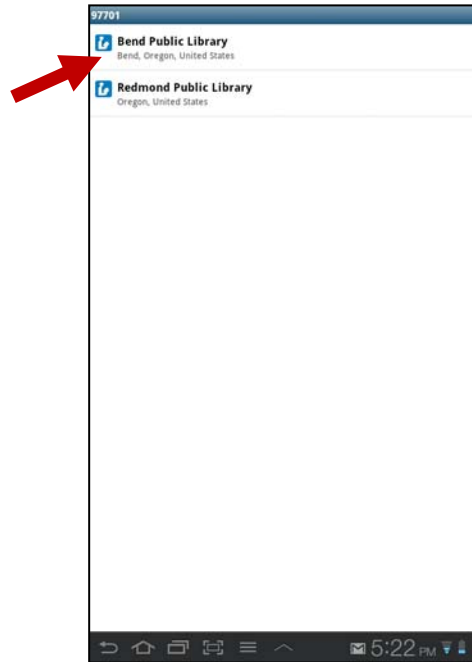 97701
Bend Public Library
Bend, Oregon, United States
Redmond Public Library
Oregon, United States
5:22 PM